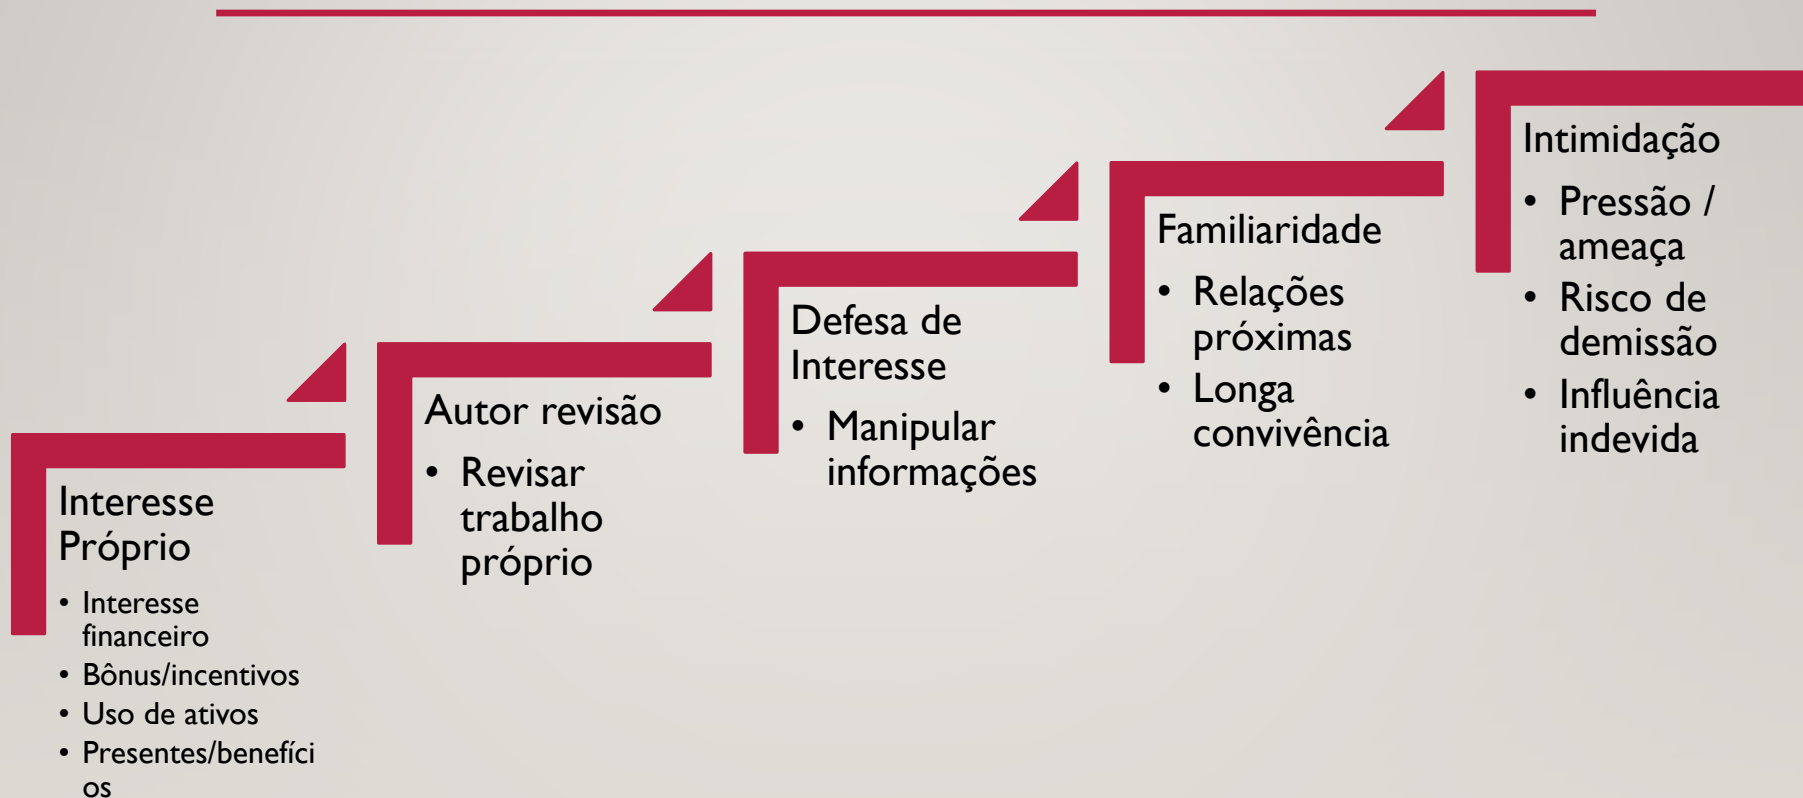 Interesse
Próprio
• Interesse
financeiro
• Bônus/incentivos
• Uso de ativos
• Presentes/benefíci
os
Autor revisão
• Revisar
trabalho
próprio
Defesa de
Interesse
• Manipular
informações
Familiaridade
• Relações
próximas
• Longa
convivência
Intimidação
• Pressão /
ameaça
• Risco de
demissão
• Influência
indevida